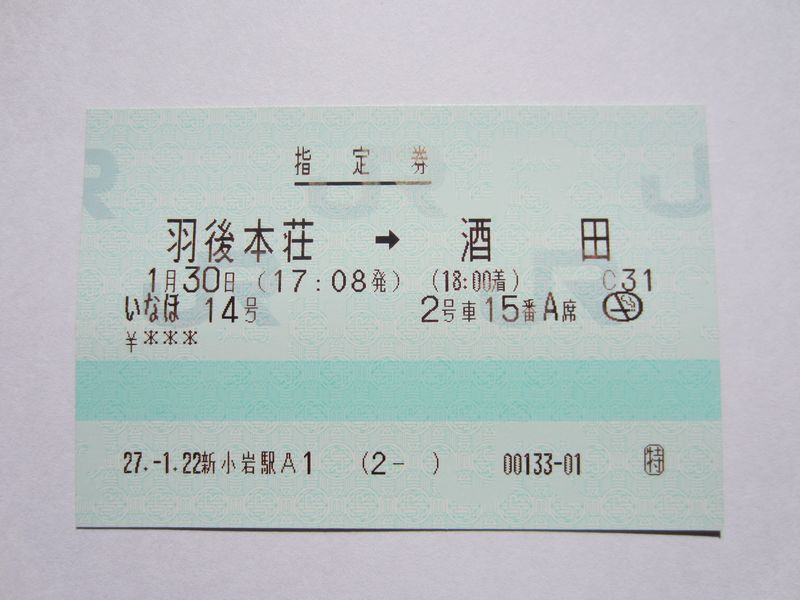 指定券
羽後本荘 → 酒田
1月30日 (17:08発) (18:00着) C31
いなほ 14号 2号車15番A席
¥***
27.-1.22新小岩駅A1 (2- ) 00133-01 特